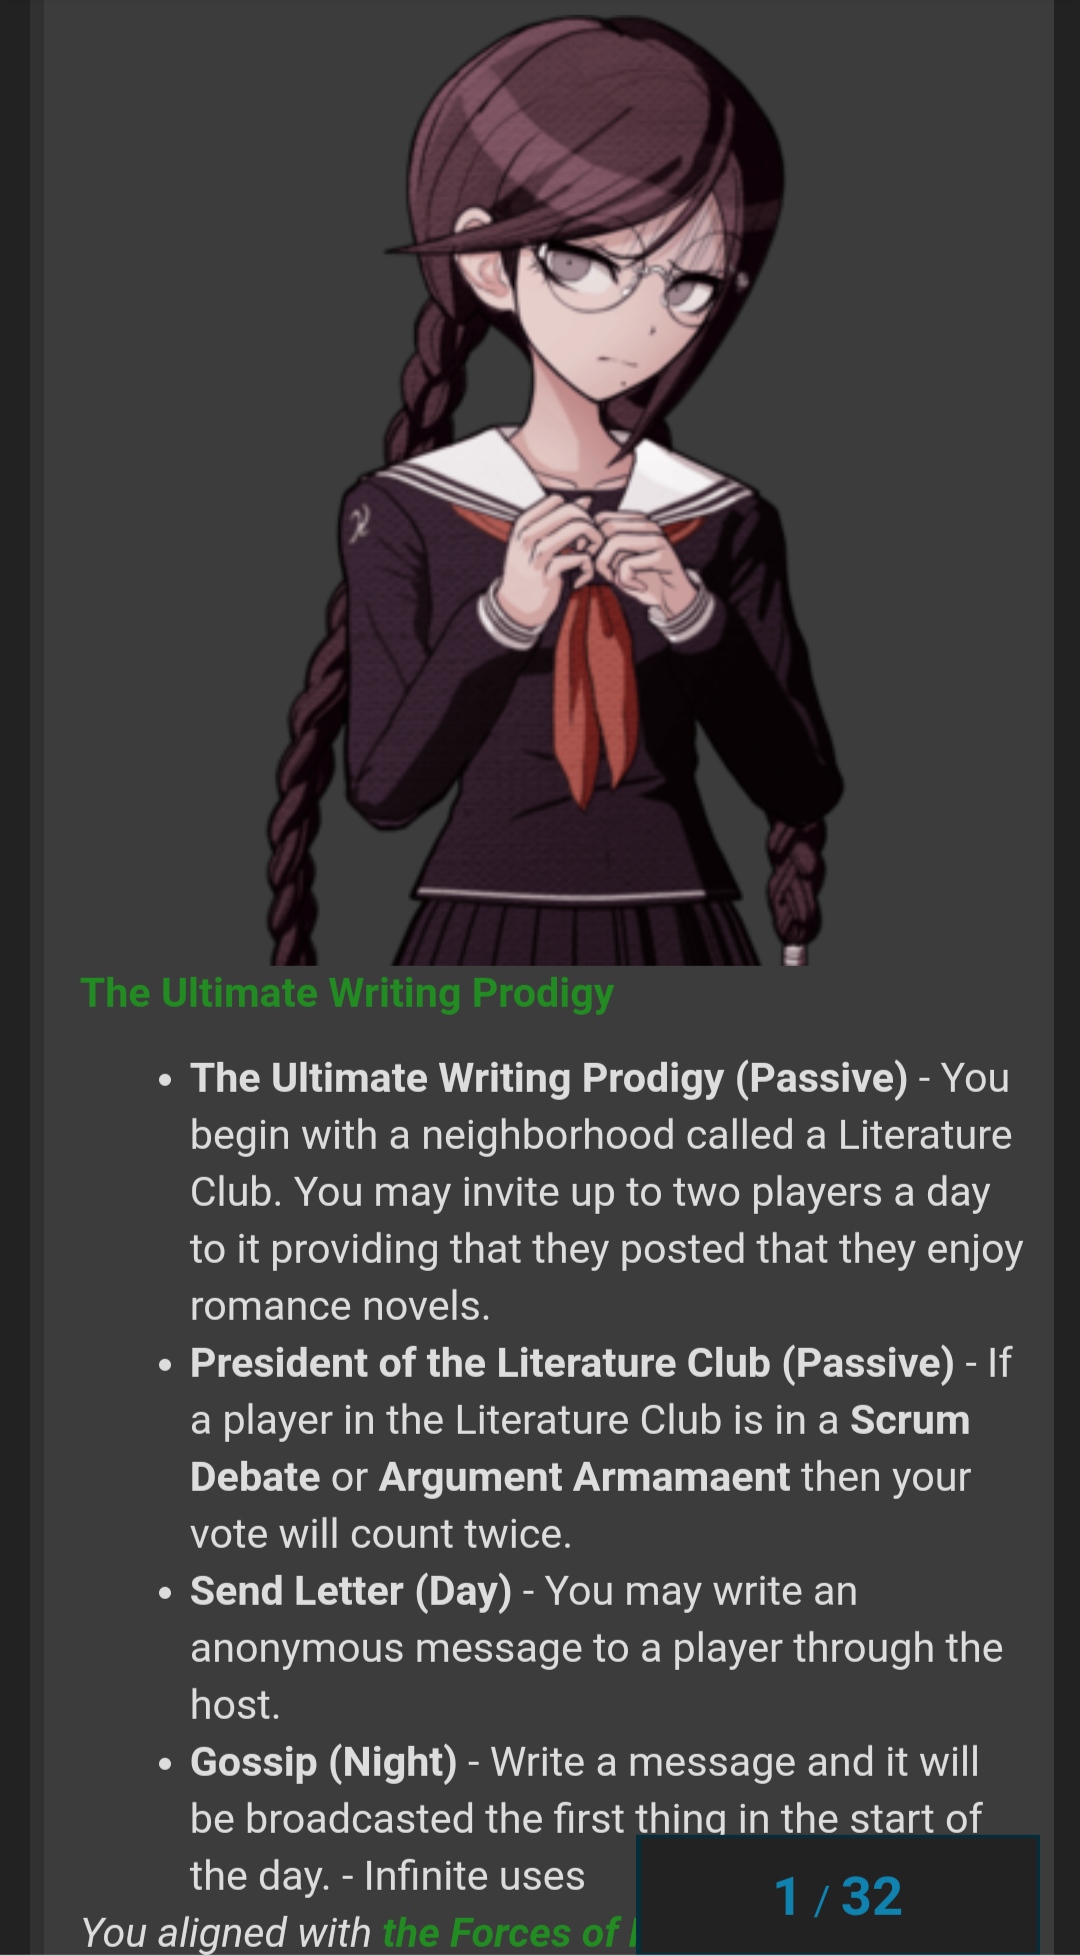 The Ultimate Writing Prodigy
• The Ultimate Writing Prodigy (Passive) - You
begin with a neighborhood called a Literature
Club. You may invite up to two players a day
to it providing that they posted that they enjoy
romance novels.
• President of the Literature Club (Passive) - If
a player in the Literature Club is in a Scrum
Debate or Argument Armamaent then your
vote will count twice.
• Send Letter (Day) - You may write an
anonymous message to a player through the
host.
• Gossip (Night) - Write a message and it will
be broadcasted the first thing in the start of
the day. - Infinite uses
You aligned with the Forces of
1 / 32